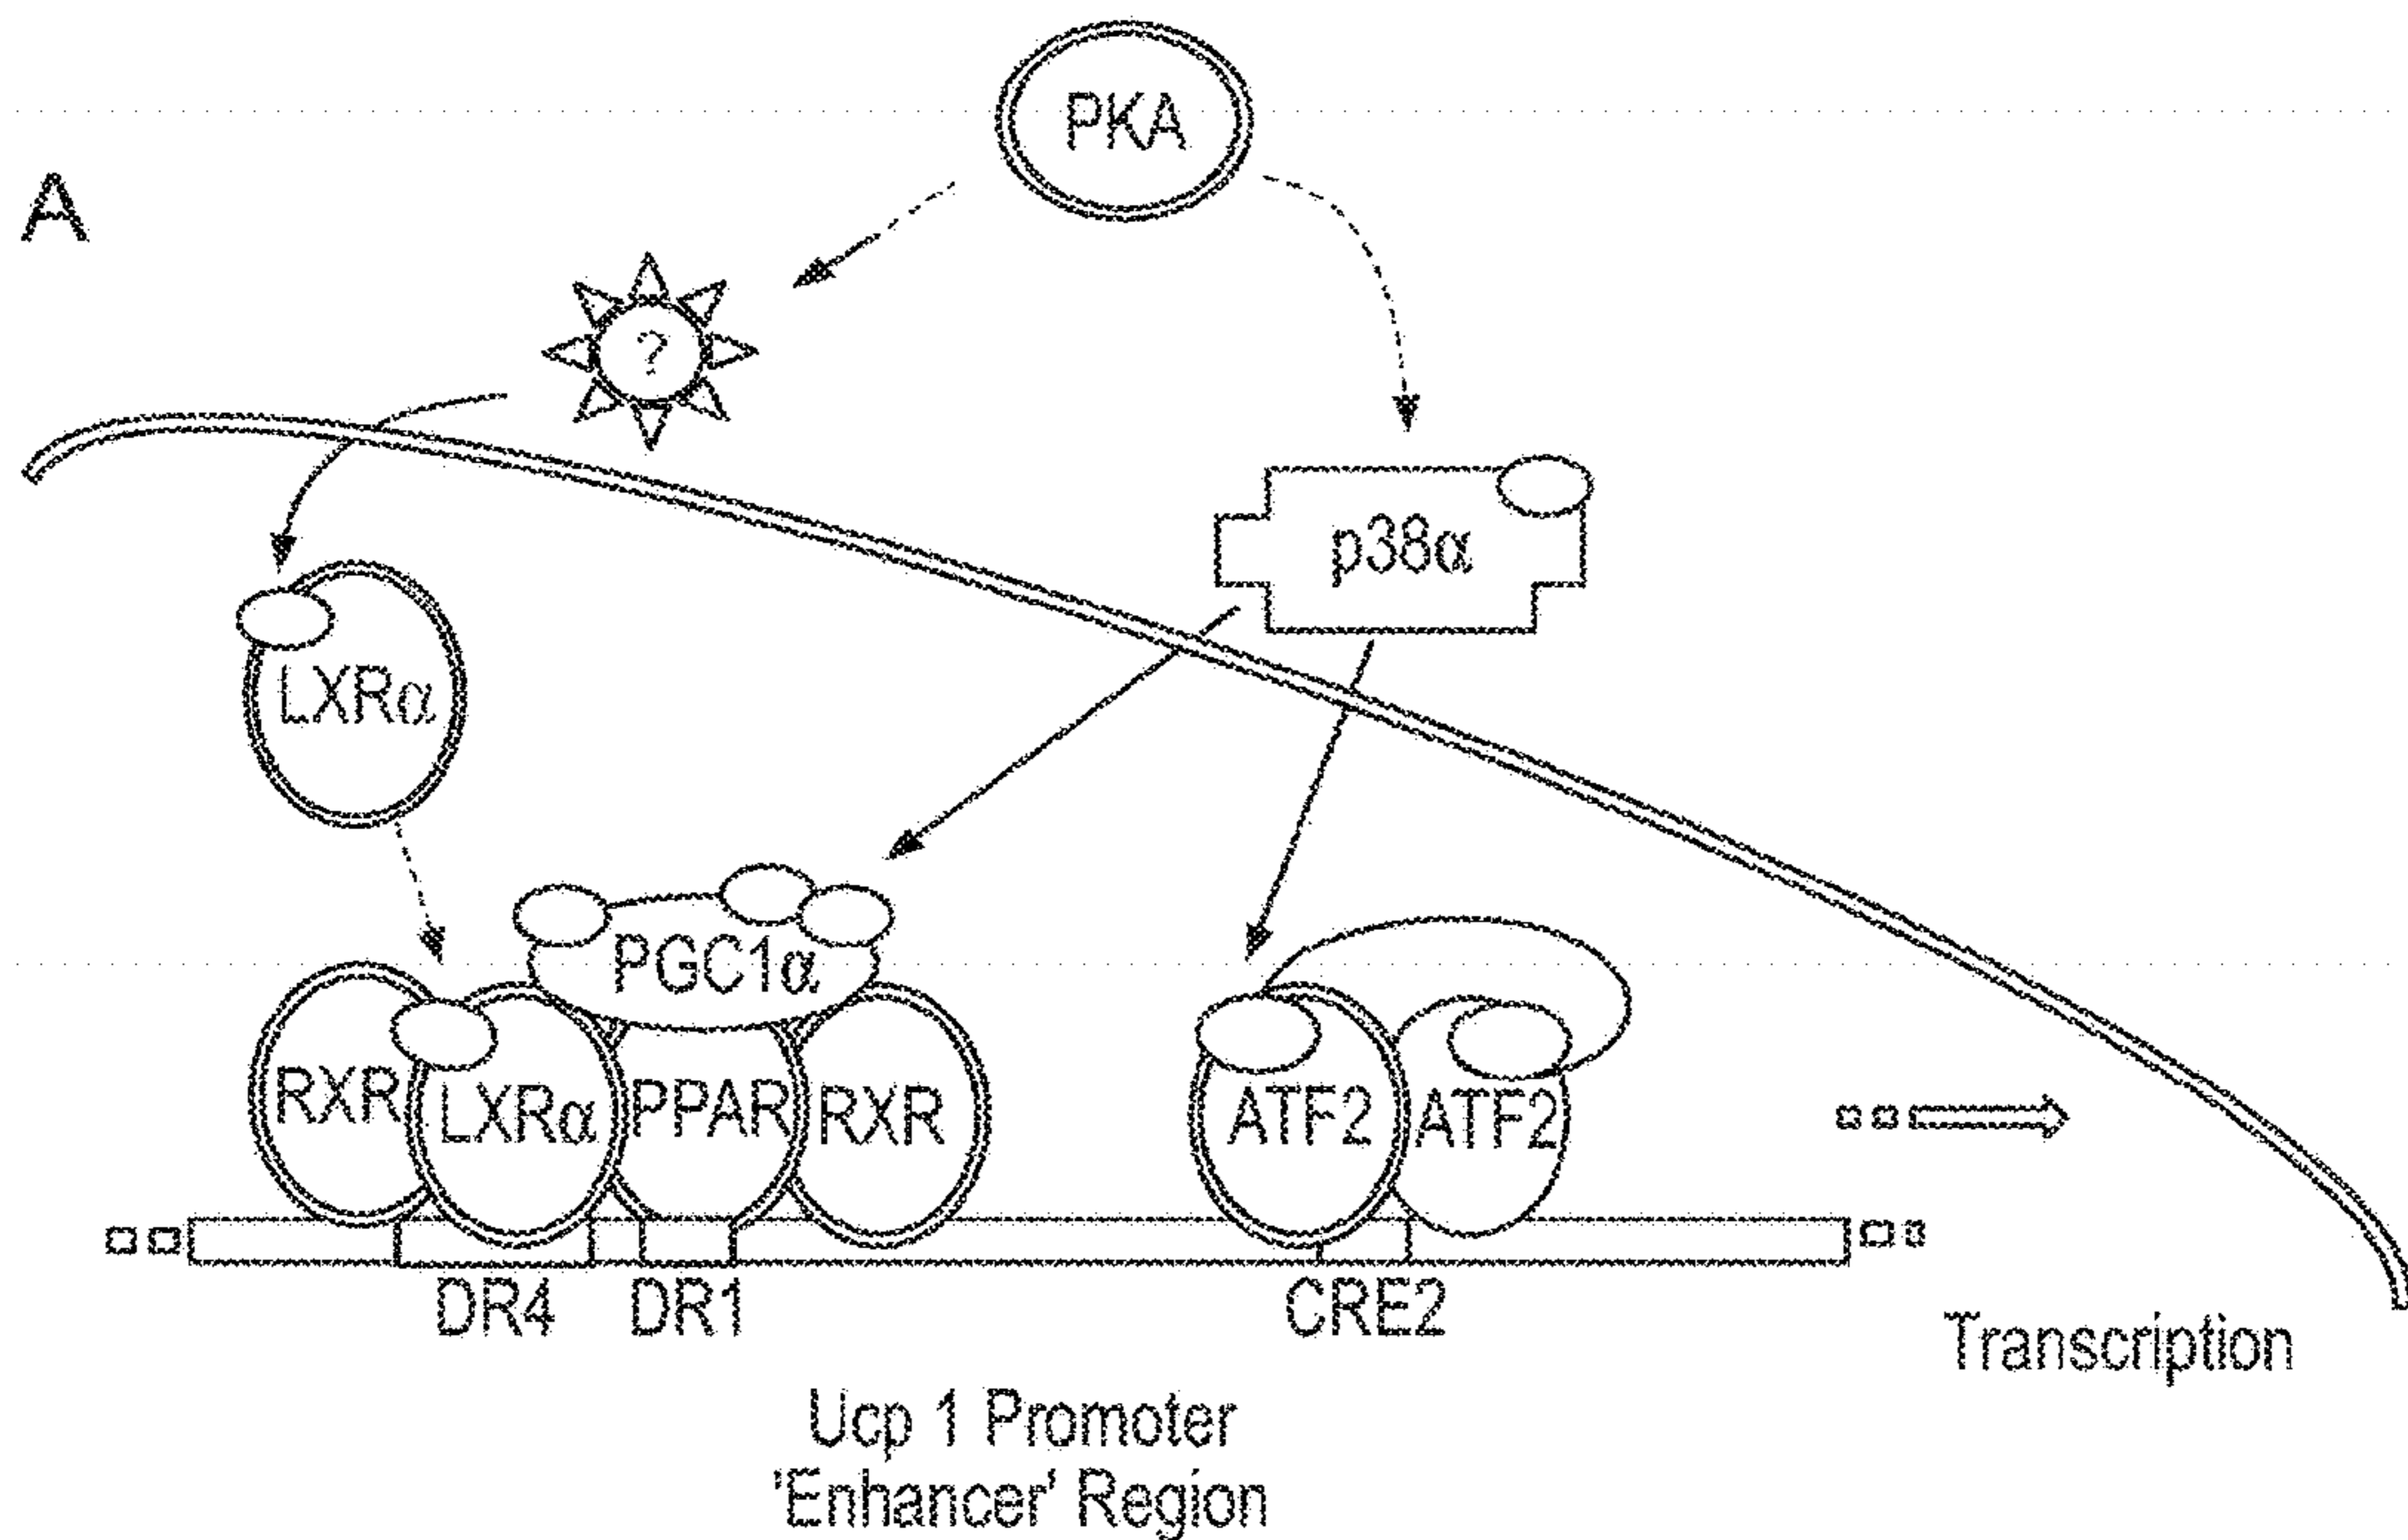 PKA
A
?
p38α
LXRα
PGC1α
RXR LXRα PPAR RXR ATF2 ATF2
DR4 DR1 CRE2
Transcription
Ucp 1 Promoter
'Enhancer' Region